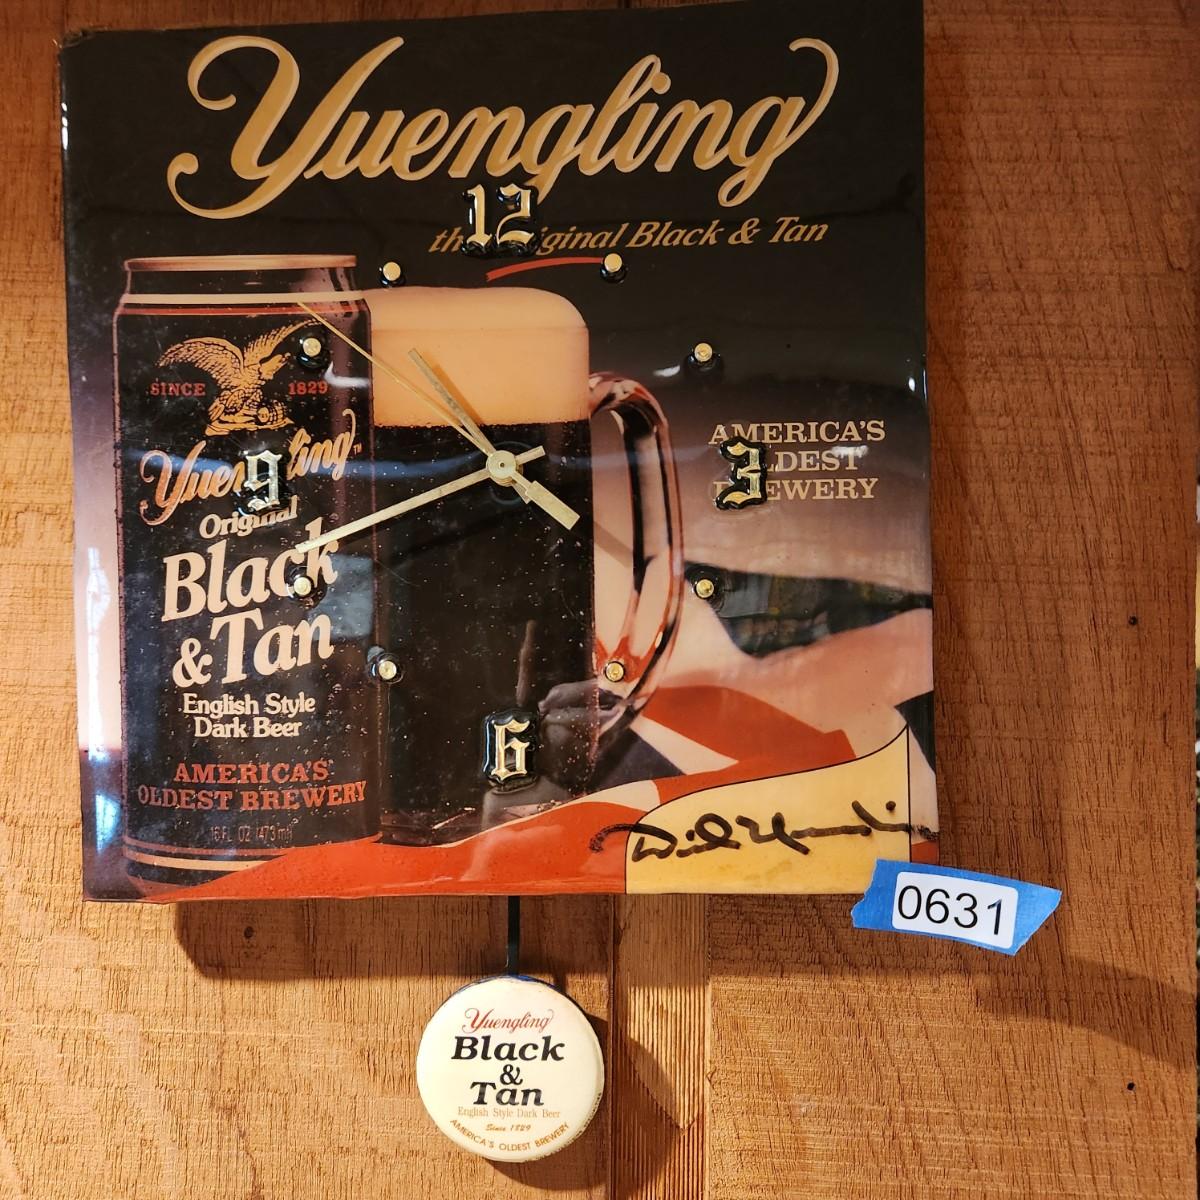 Yuengling
12
the Original Black & Tan
SINCE 1829
Yuengling
Original
Black
& Tan
English Style
Dark Beer
AMERICA'S
OLDEST BREWERY
16 FL OZ (473 ml)
9
AMERICA'S
OLDEST
BREWERY
3
6
0631
Yuengling
Black
&
Tan
English Style Dark Beer
Since 1829
AMERICA'S OLDEST BREWERY